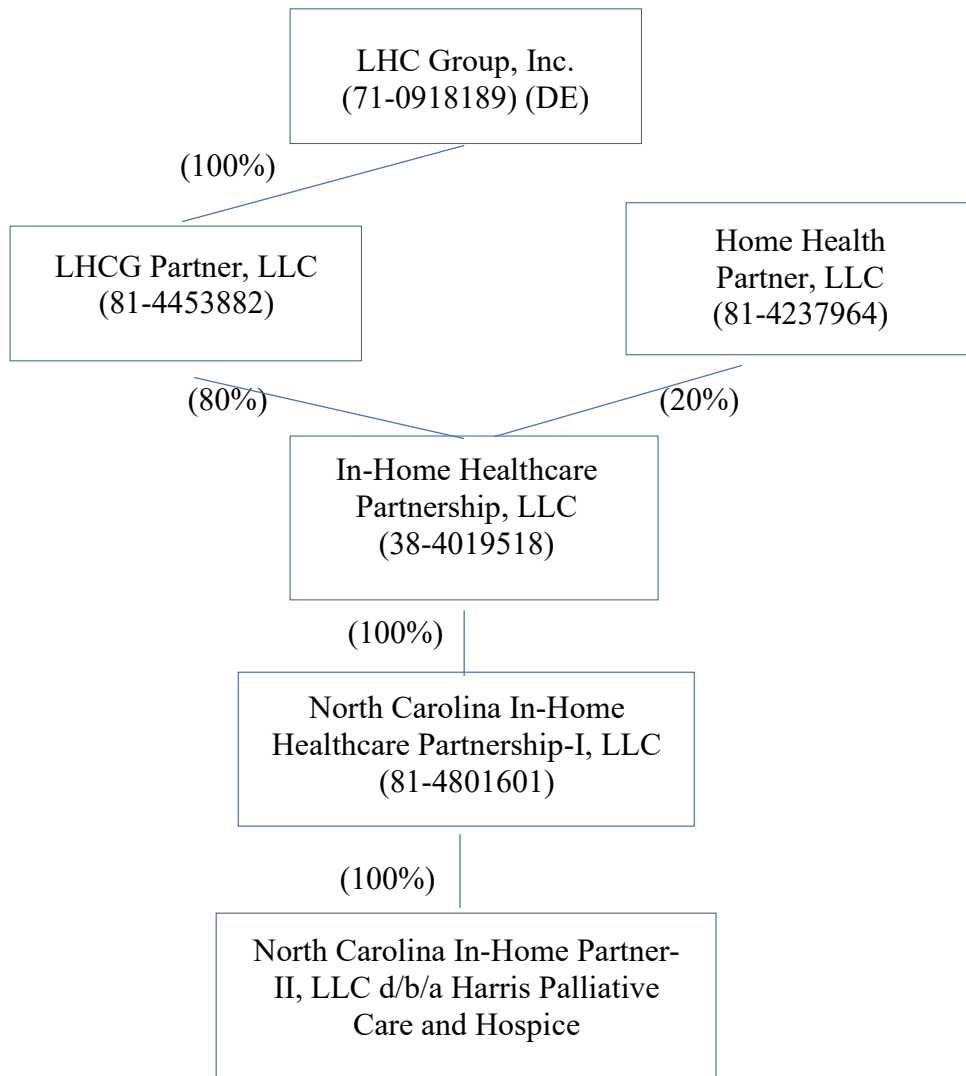 LHC Group, Inc.
(71-0918189) (DE)
(100%)
LHCG Partner, LLC
(81-4453882)
Home Health
Partner, LLC
(81-4237964)
(80%)
(20%)
In-Home Healthcare
Partnership, LLC
(38-4019518)
(100%)
North Carolina In-Home
Healthcare Partnership-I, LLC
(81-4801601)
(100%)
North Carolina In-Home Partner-
II, LLC d/b/a Harris Palliative
Care and Hospice